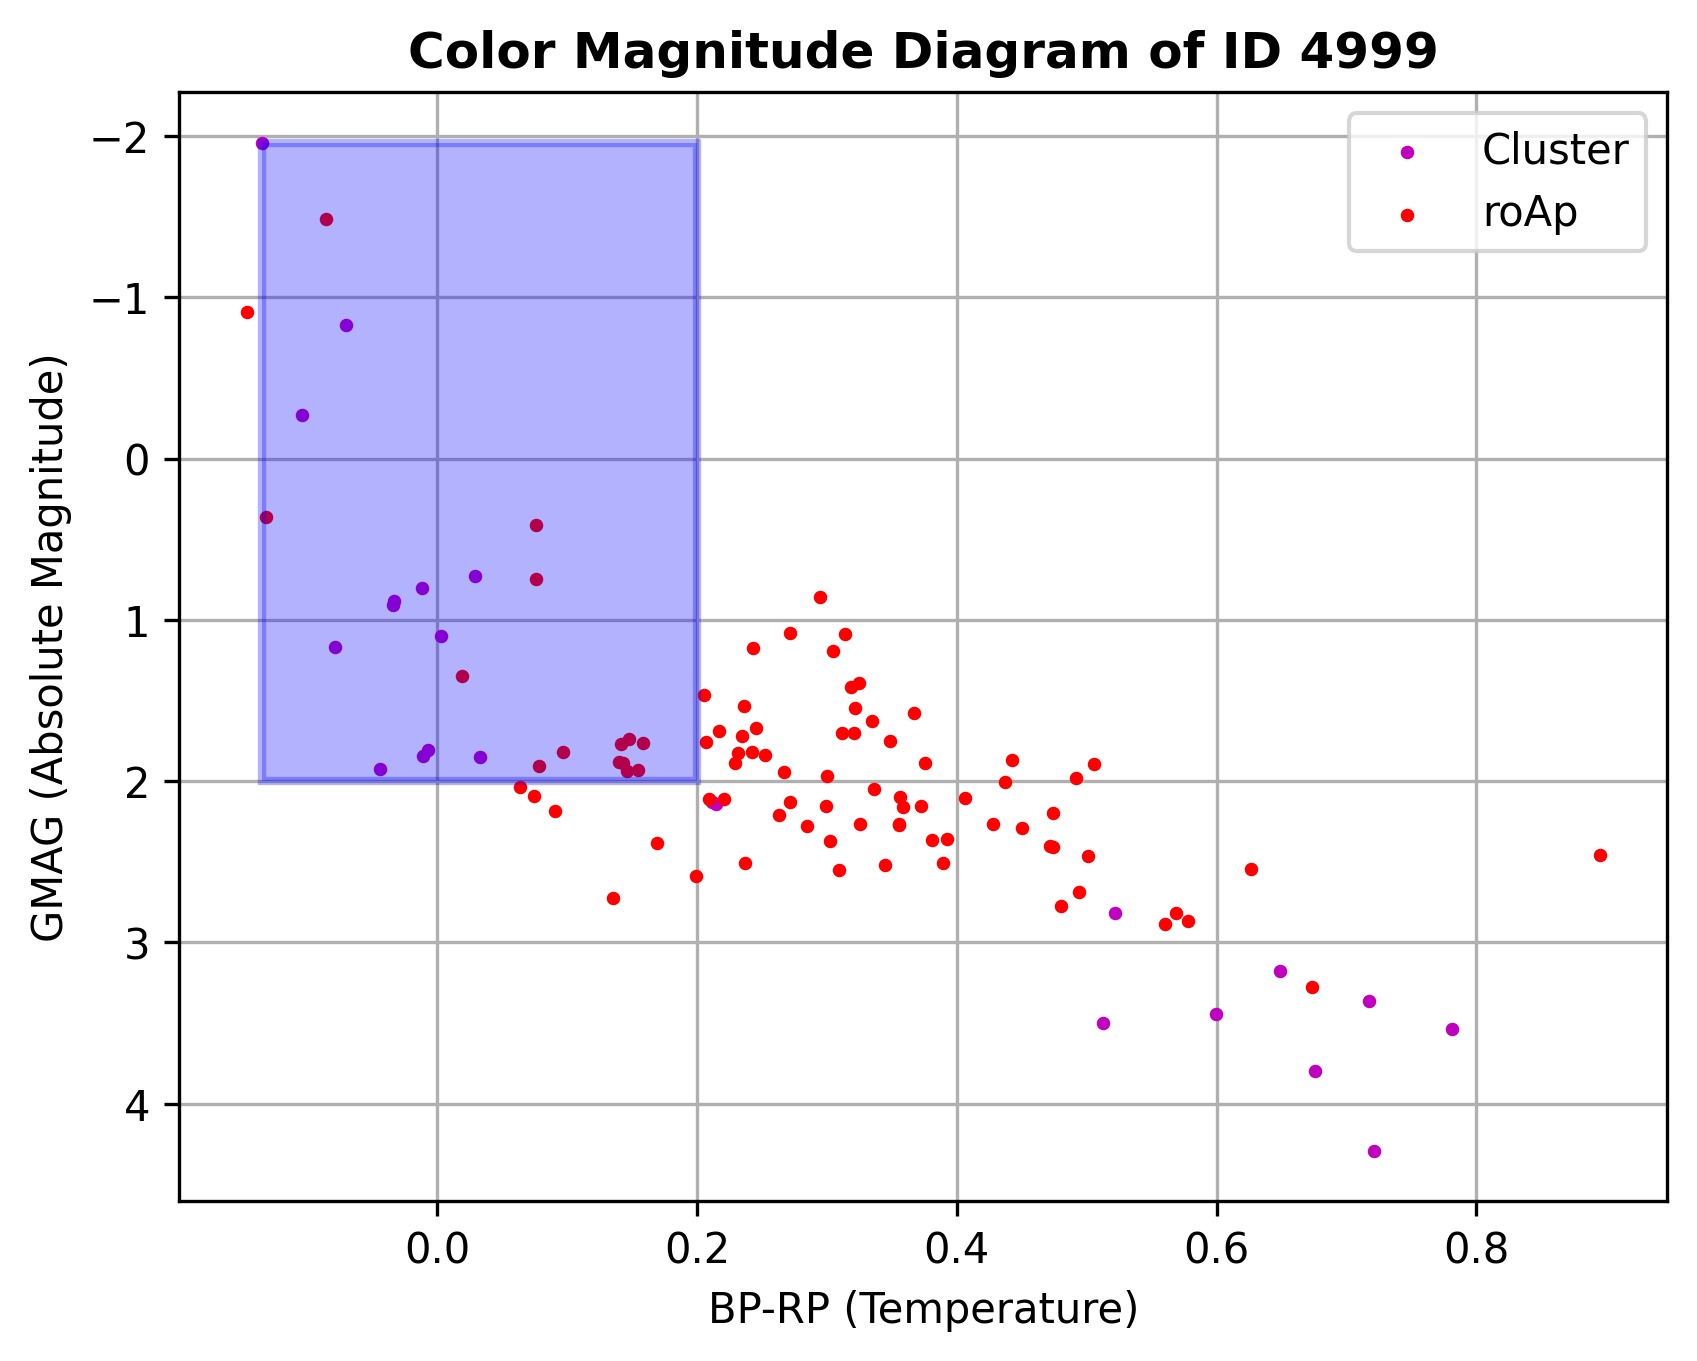 Color Magnitude Diagram of ID 4999
Cluster
roAp
−2
−1
0
1
2
3
4
GMAG (Absolute Magnitude)
0.0 0.2 0.4 0.6 0.8
BP-RP (Temperature)